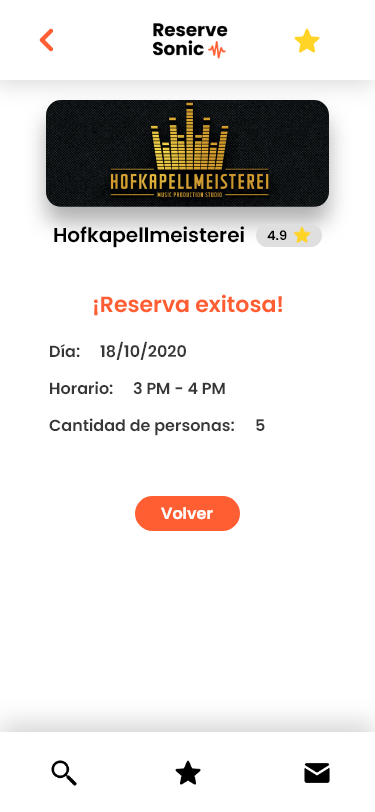 Reserve
Sonic
HOFKAPELLMEISTEREI
MUSIC PRODUCTION STUDIO
Hofkapellmeisterei 4.9
¡Reserva exitosa!
Día: 18/10/2020
Horario: 3 PM - 4 PM
Cantidad de personas: 5
Volver